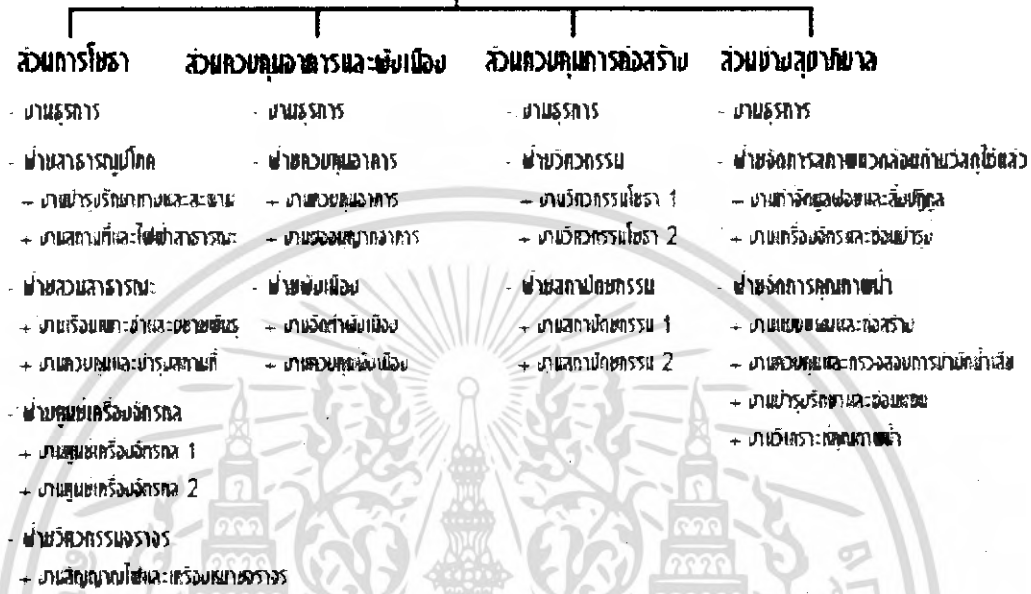 ส่วนการโยธา
- งานธุรการ
- ฝ่ายสาธารณูปโภค
+ งานบำรุงรักษาทางและสะพาน
+ งานสถานที่และไฟฟ้าสาธารณะ
- ฝ่ายสวนสาธารณะ
+ งานเรือนเพาะชำและขยายพันธุ์
+ งานควบคุมและบำรุงสถานที่
- ฝ่ายศูนย์เครื่องจักรกล
+ งานศูนย์เครื่องจักรกล 1
+ งานศูนย์เครื่องจักรกล 2
- ฝ่ายวิศวกรรมจราจร
+ งานสัญญาณไฟและเครื่องหมายจราจร
ส่วนควบคุมอาคารและผังเมือง
- งานธุรการ
- ฝ่ายควบคุมอาคาร
+ งานควบคุมอาคาร
+ งานขออนุญาตอาคาร
- ฝ่ายผังเมือง
+ งานจัดทำผังเมือง
+ งานควบคุมผังเมือง
ส่วนควบคุมการก่อสร้าง
- งานธุรการ
- ฝ่ายวิศวกรรม
+ งานวิศวกรรมโยธา 1
+ งานวิศวกรรมโยธา 2
- ฝ่ายสถาปัตยกรรม
+ งานสถาปัตยกรรม 1
+ งานสถาปัตยกรรม 2
ส่วนช่างสุขาภิบาล
- งานธุรการ
- ฝ่ายจัดการสภาพแวดล้อมด้านวัสดุใช้แล้ว
+ งานกำจัดมูลฝอยและสิ่งปฏิกูล
+ งานเครื่องจักรและซ่อมบำรุง
- ฝ่ายจัดการคุณภาพน้ำ
+ งานแบบแผนและก่อสร้าง
+ งานควบคุมและตรวจสอบการบำบัดน้ำเสีย
+ งานบำรุงรักษาและซ่อมแซม
+ งานวิเคราะห์คุณภาพน้ำ